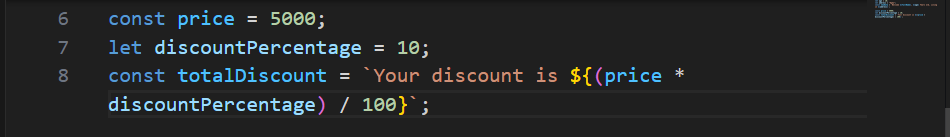 6 const price = 5000;
7 let discountPercentage = 10;
8 const totalDiscount = `Your discount is ${(price *
discountPercentage) / 100}`;